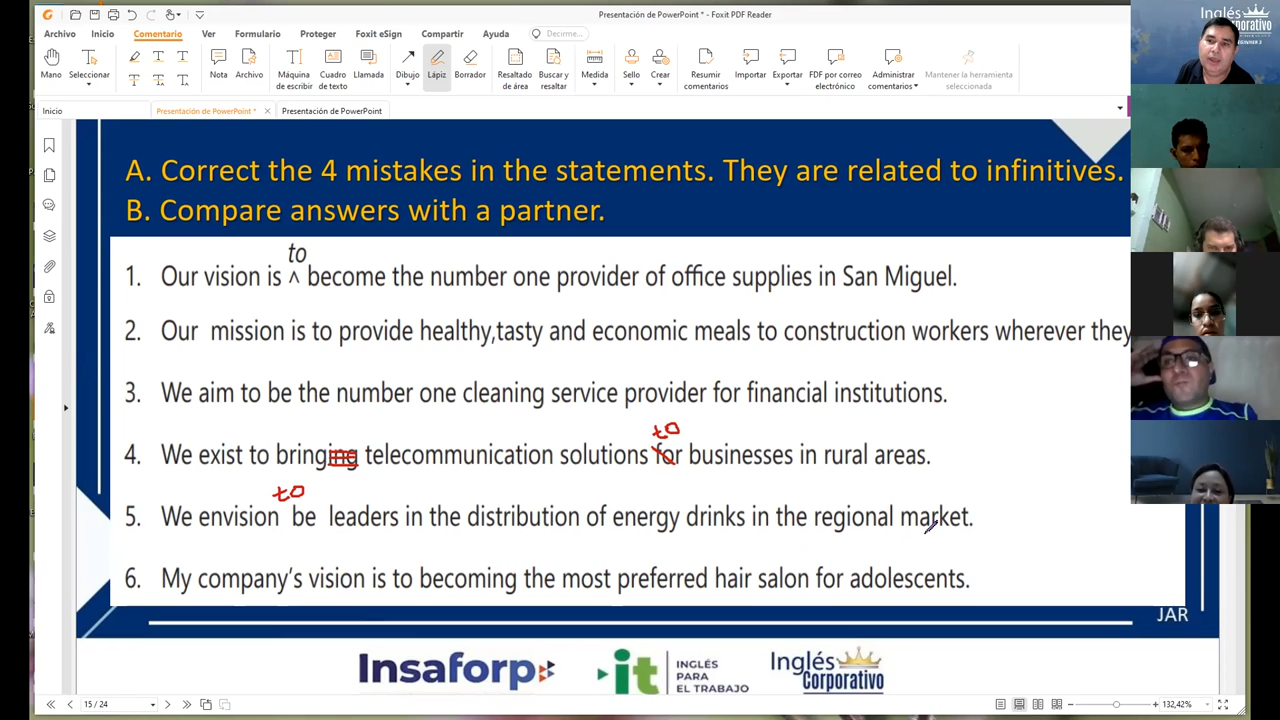 Presentación de PowerPoint * - Foxit PDF Reader
Archivo Inicio Comentario Ver Formulario Proteger Foxit eSign Compartir Ayuda Decirme...
Mano Seleccionar T T T T T T Nota Archivo Máquina de escribir Cuadro de texto Llamada Dibujo Lápiz Borrador Resaltado de área Buscar y resaltar Medida Sello Crear Resumir comentarios Importar Exportar PDF por correo electrónico Administrar comentarios Mantener la herramienta seleccionada
Inicio Presentación de PowerPoint * Presentación de PowerPoint
Inglés Corporativo
BEGINNER 2
A. Correct the 4 mistakes in the statements. They are related to infinitives.
B. Compare answers with a partner.
to
1. Our vision is ^ become the number one provider of office supplies in San Miguel.
2. Our mission is to provide healthy,tasty and economic meals to construction workers wherever they
3. We aim to be the number one cleaning service provider for financial institutions.
to
4. We exist to bringing telecommunication solutions for businesses in rural areas.
to
5. We envision be leaders in the distribution of energy drinks in the regional market.
6. My company's vision is to becoming the most preferred hair salon for adolescents.
JAR
Insaforp
it INGLÉS PARA EL TRABAJO
Inglés Corporativo
15 / 24
132,42%